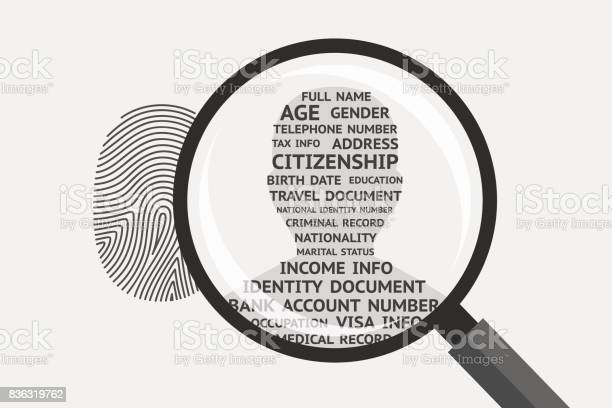 FULL NAME
AGE GENDER
TELEPHONE NUMBER
TAX INFO ADDRESS
CITIZENSHIP
BIRTH DATE EDUCATION
TRAVEL DOCUMENT
NATIONAL IDENTITY NUMBER
CRIMINAL RECORD
NATIONALITY
MARITAL STATUS
INCOME INFO
IDENTITY DOCUMENT
BANK ACCOUNT NUMBER
OCCUPATION VISA INFO
MEDICAL RECORD
iStock
by Getty Images™
836319762